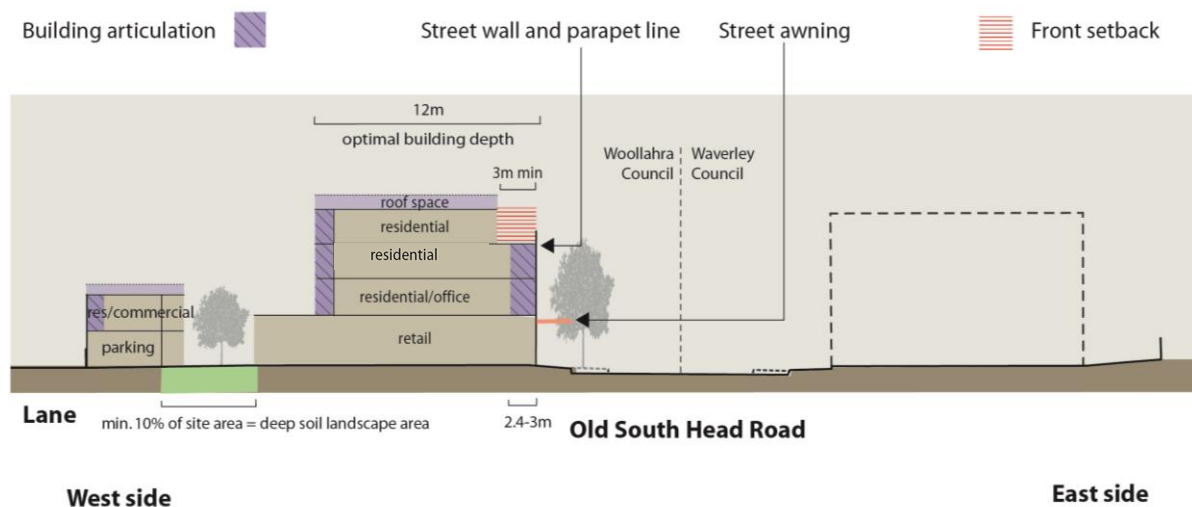 Building articulation
Street wall and parapet line
Street awning
Front setback
12m
optimal building depth
3m min
Woollahra
Council
Waverley
Council
roof space
residential
residential
residential/office
retail
res/commercial
parking
Lane
min. 10% of site area = deep soil landscape area
2.4-3m
Old South Head Road
West side
East side